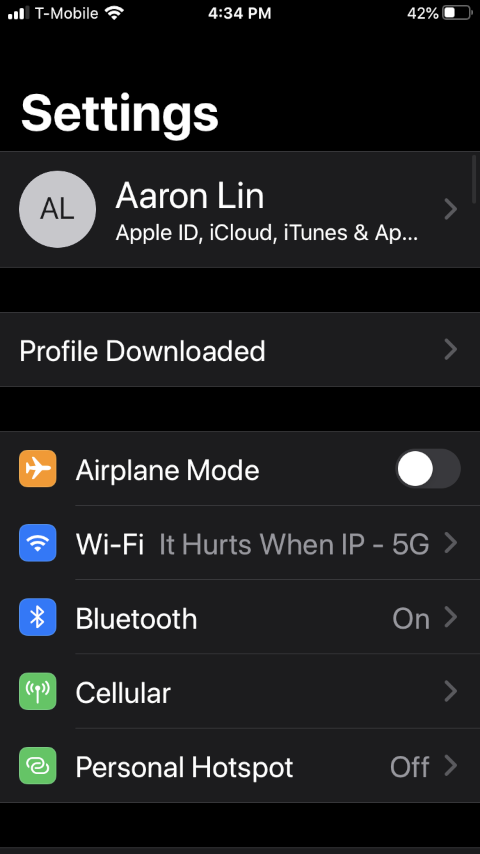 T-Mobile 4:34 PM 42%
Settings
AL
Aaron Lin
Apple ID, iCloud, iTunes & Ap...
Profile Downloaded
Airplane Mode
Wi-Fi It Hurts When IP - 5G
Bluetooth On
Cellular
Personal Hotspot Off